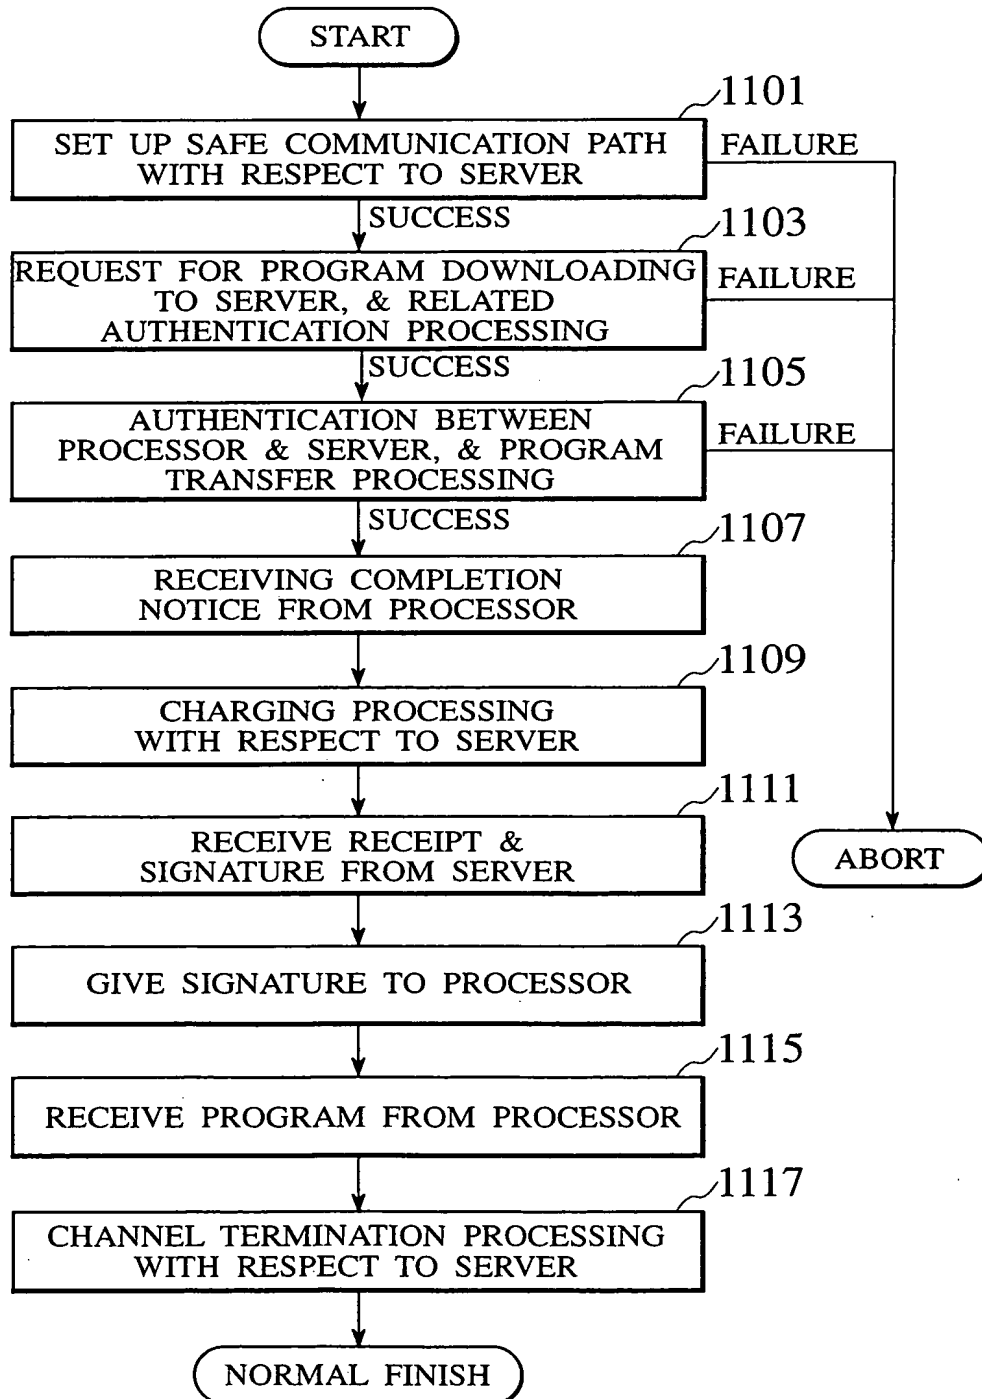 START
1101
SET UP SAFE COMMUNICATION PATH
WITH RESPECT TO SERVER
FAILURE
SUCCESS
1103
REQUEST FOR PROGRAM DOWNLOADING
TO SERVER, & RELATED
AUTHENTICATION PROCESSING
FAILURE
SUCCESS
1105
AUTHENTICATION BETWEEN
PROCESSOR & SERVER, & PROGRAM
TRANSFER PROCESSING
FAILURE
SUCCESS
1107
RECEIVING COMPLETION
NOTICE FROM PROCESSOR
1109
CHARGING PROCESSING
WITH RESPECT TO SERVER
1111
RECEIVE RECEIPT &
SIGNATURE FROM SERVER
ABORT
1113
GIVE SIGNATURE TO PROCESSOR
1115
RECEIVE PROGRAM FROM PROCESSOR
1117
CHANNEL TERMINATION PROCESSING
WITH RESPECT TO SERVER
NORMAL FINISH